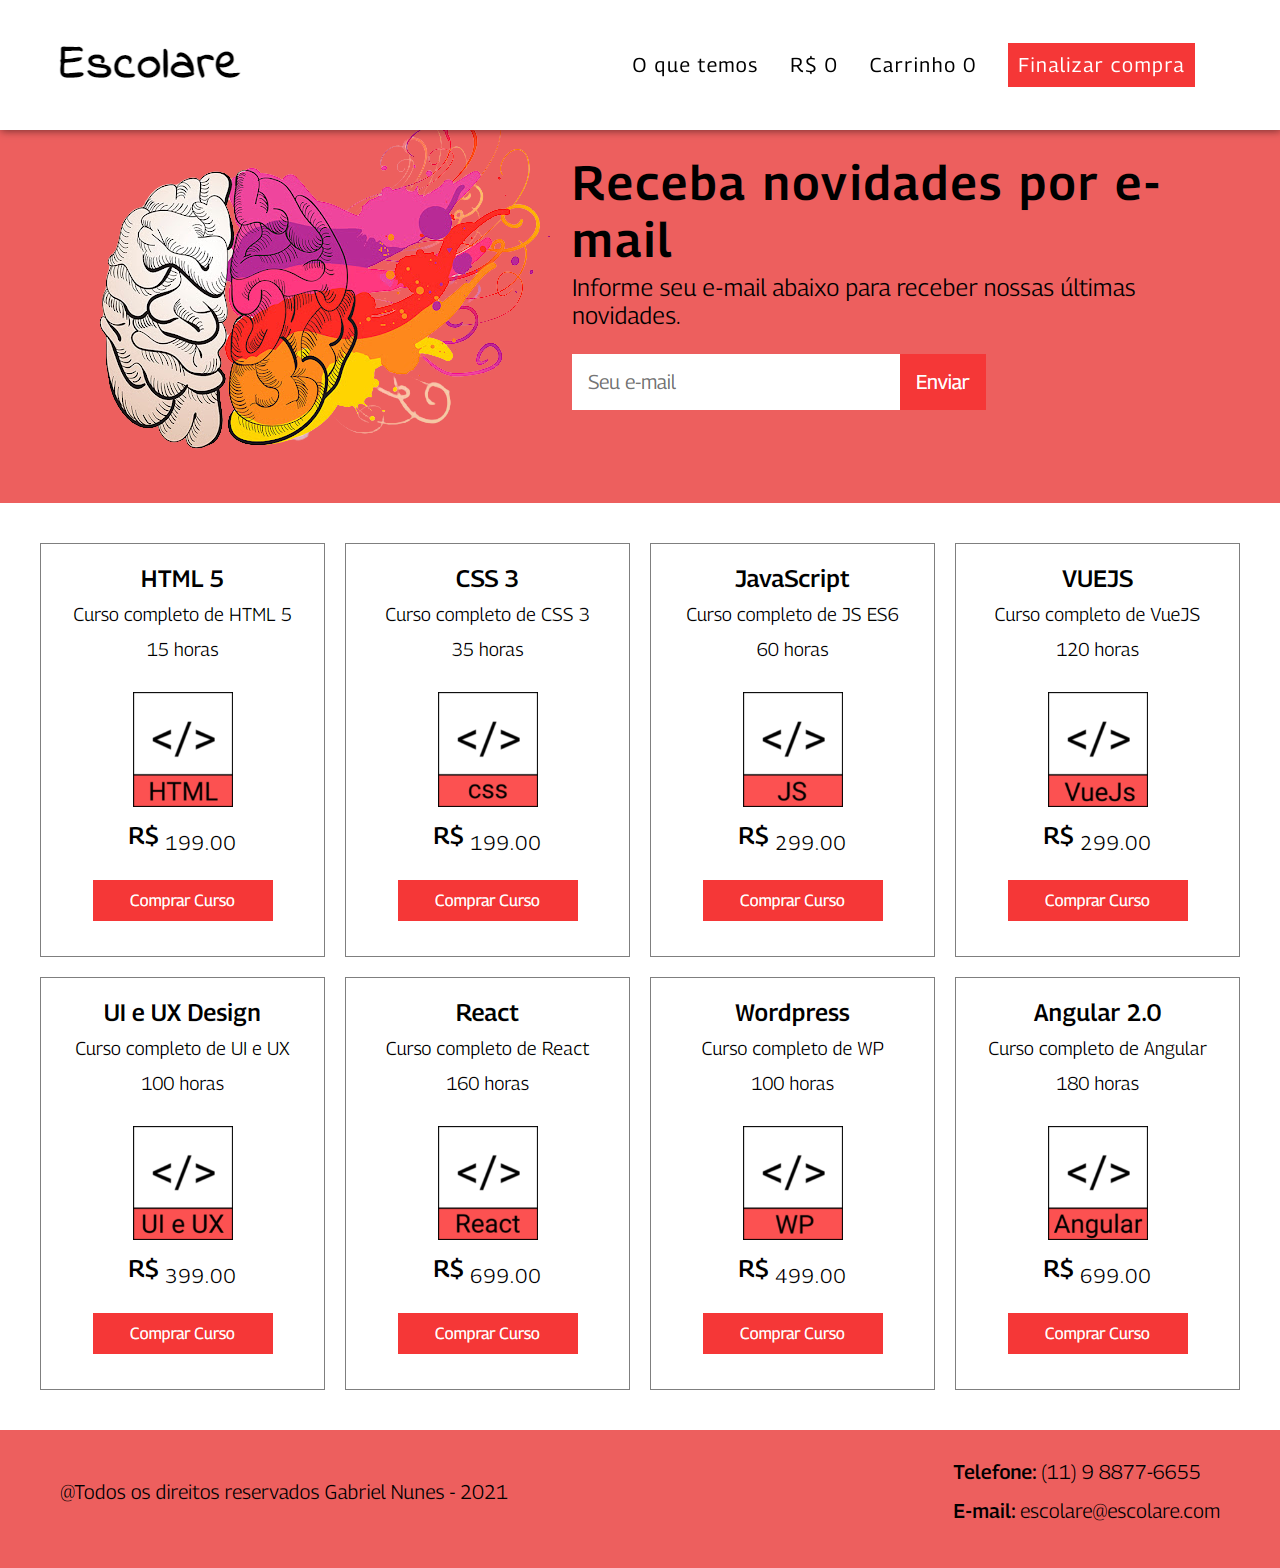 Escolare
O que temos
R$ 0
Carrinho 0
Finalizar compra
Receba novidades por e-
mail
Informe seu e-mail abaixo para receber nossas últimas
novidades.
Seu e-mail
Enviar
HTML 5
Curso completo de HTML 5
15 horas
</>
HTML
R$ 199.00
Comprar Curso
CSS 3
Curso completo de CSS 3
35 horas
</>
css
R$ 199.00
Comprar Curso
JavaScript
Curso completo de JS ES6
60 horas
</>
JS
R$ 299.00
Comprar Curso
VUEJS
Curso completo de VueJS
120 horas
</>
VueJs
R$ 299.00
Comprar Curso
UI e UX Design
Curso completo de UI e UX
100 horas
</>
UI e UX
R$ 399.00
Comprar Curso
React
Curso completo de React
160 horas
</>
React
R$ 699.00
Comprar Curso
Wordpress
Curso completo de WP
100 horas
</>
WP
R$ 499.00
Comprar Curso
Angular 2.0
Curso completo de Angular
180 horas
</>
Angular
R$ 699.00
Comprar Curso
@Todos os direitos reservados Gabriel Nunes - 2021
Telefone: (11) 9 8877-6655
E-mail: escolare@escolare.com